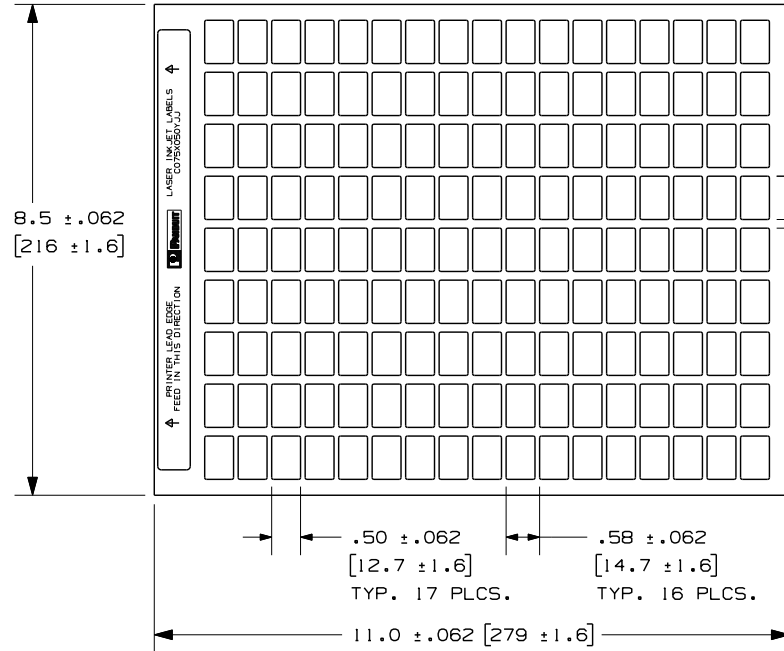 LASER INKJET LABELS
C075X050YJJ
PANDUIT
PRINTER LEAD EDGE
FEED IN THIS DIRECTION
8.5 ±.062
[216 ±1.6]
.50 ±.062
[12.7 ±1.6]
TYP. 17 PLCS.
.58 ±.062
[14.7 ±1.6]
TYP. 16 PLCS.
11.0 ±.062 [279 ±1.6]